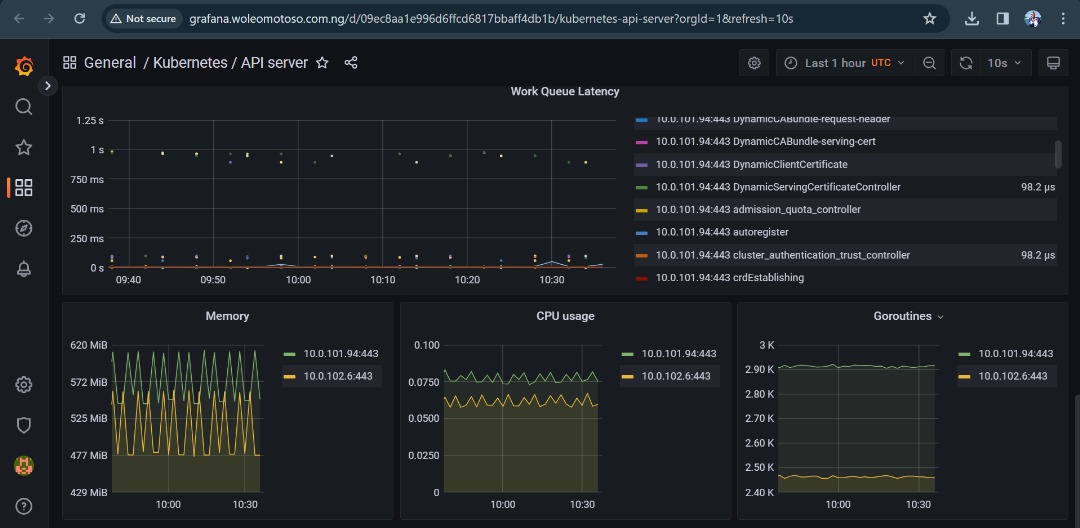 Not secure
grafana.woleomotoso.com.ng/d/09ec8aa1e996d6ffcd6817bbaff4db1b/kubernetes-api-server?orgId=1&refresh=10s
General / Kubernetes / API server
Last 1 hour UTC
10s
Work Queue Latency
1.25 s
1 s
750 ms
500 ms
250 ms
0 s
09:40 09:50 10:00 10:10 10:20 10:30
10.0.101.94:443 DynamicCABundle-request-header
10.0.101.94:443 DynamicCABundle-serving-cert
10.0.101.94:443 DynamicClientCertificate
10.0.101.94:443 DynamicServingCertificateController 98.2 µs
10.0.101.94:443 admission_quota_controller
10.0.101.94:443 autoregister
10.0.101.94:443 cluster_authentication_trust_controller 98.2 µs
10.0.101.94:443 crdEstablishing
Memory
620 MiB
572 MiB
525 MiB
477 MiB
429 MiB
10:00 10:30
10.0.101.94:443
10.0.102.6:443
CPU usage
0.100
0.0750
0.0500
0.0250
0
10:00 10:30
10.0.101.94:443
10.0.102.6:443
Goroutines
3 K
2.90 K
2.80 K
2.70 K
2.60 K
2.50 K
2.40 K
10:00 10:30
10.0.101.94:443
10.0.102.6:443